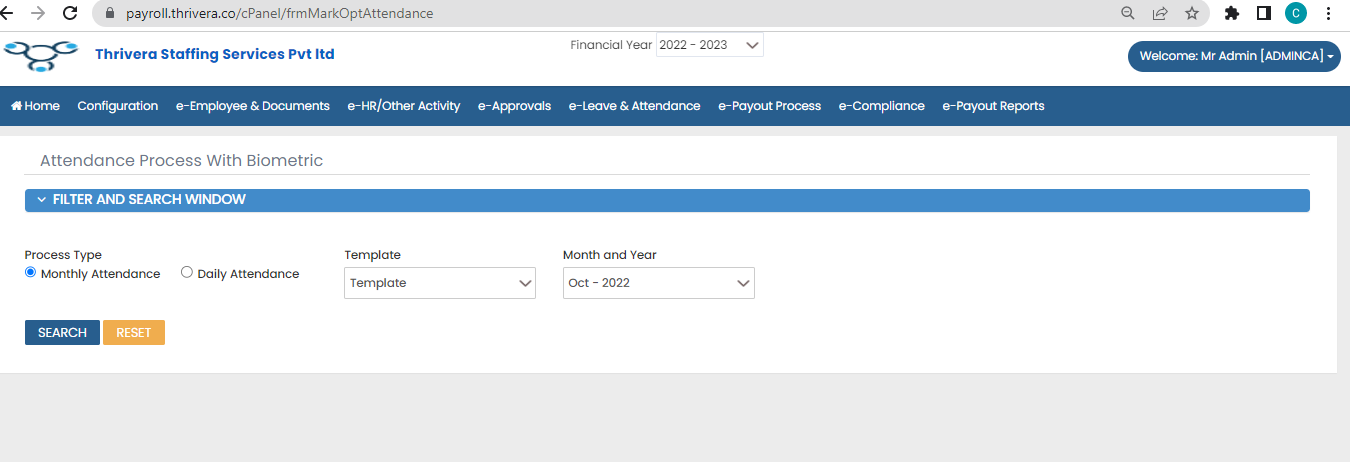 payroll.thrivera.co/cPanel/frmMarkOptAttendance
C
Thrivera Staffing Services Pvt ltd
Financial Year 2022 - 2023
Welcome: Mr Admin [ADMINCA]
Home Configuration e-Employee & Documents e-HR/Other Activity e-Approvals e-Leave & Attendance e-Payout Process e-Compliance e-Payout Reports
Attendance Process With Biometric
FILTER AND SEARCH WINDOW
Process Type Template Month and Year
Monthly Attendance Daily Attendance
Template Oct - 2022
SEARCH RESET